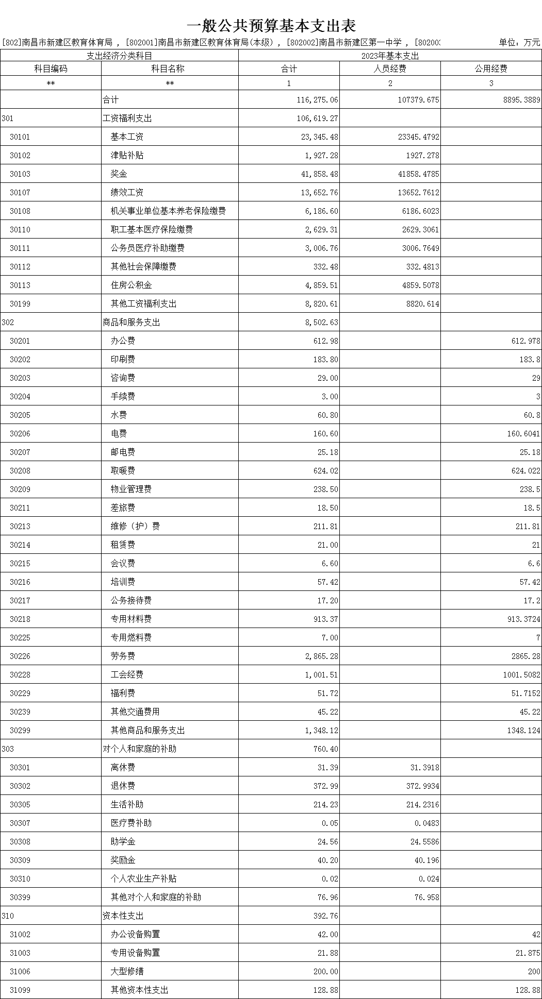 一般公共预算基本支出表
[802]南昌市新建区教育体育局 , [802001]南昌市新建区教育体育局(本级) , [802002]南昌市新建区第一中学 , [80200 单位：万元
支出经济分类科目 2023年基本支出
科目编码 科目名称 合计 人员经费 公用经费
** ** 1 2 3
合计 116,275.06 107379.675 8895.3889
301 工资福利支出 106,619.27
30101 基本工资 23,345.48 23345.4792
30102 津贴补贴 1,927.28 1927.278
30103 奖金 41,858.48 41858.4785
30107 绩效工资 13,652.76 13652.7612
30108 机关事业单位基本养老保险缴费 6,186.60 6186.6023
30110 职工基本医疗保险缴费 2,629.31 2629.3061
30111 公务员医疗补助缴费 3,006.76 3006.7649
30112 其他社会保障缴费 332.48 332.4813
30113 住房公积金 4,859.51 4859.5078
30199 其他工资福利支出 8,820.61 8820.614
302 商品和服务支出 8,502.63
30201 办公费 612.98 612.978
30202 印刷费 183.80 183.8
30203 咨询费 29.00 29
30204 手续费 3.00 3
30205 水费 60.80 60.8
30206 电费 160.60 160.6041
30207 邮电费 25.18 25.18
30208 取暖费 624.02 624.022
30209 物业管理费 238.50 238.5
30211 差旅费 18.50 18.5
30213 维修（护）费 211.81 211.81
30214 租赁费 21.00 21
30215 会议费 6.60 6.6
30216 培训费 57.42 57.42
30217 公务接待费 17.20 17.2
30218 专用材料费 913.37 913.3724
30225 专用燃料费 7.00 7
30226 劳务费 2,865.28 2865.28
30228 工会经费 1,001.51 1001.5082
30229 福利费 51.72 51.7152
30239 其他交通费用 45.22 45.22
30299 其他商品和服务支出 1,348.12 1348.124
303 对个人和家庭的补助 760.40
30301 离休费 31.39 31.3918
30302 退休费 372.99 372.9934
30305 生活补助 214.23 214.2316
30307 医疗费补助 0.05 0.0483
30308 助学金 24.56 24.5586
30309 奖励金 40.20 40.196
30310 个人农业生产补贴 0.02 0.024
30399 其他对个人和家庭的补助 76.96 76.958
310 资本性支出 392.76
31002 办公设备购置 42.00 42
31003 专用设备购置 21.88 21.875
31006 大型修缮 200.00 200
31099 其他资本性支出 128.88 128.88